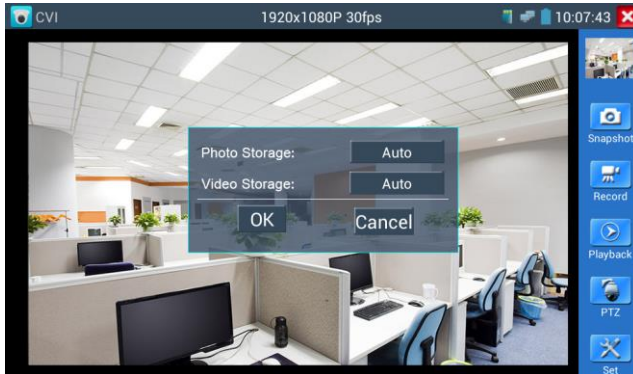 CVI 1920x1080P 30fps 10:07:43
Photo Storage: Auto
Video Storage: Auto
OK Cancel
Snapshot
Record
Playback
PTZ
Set